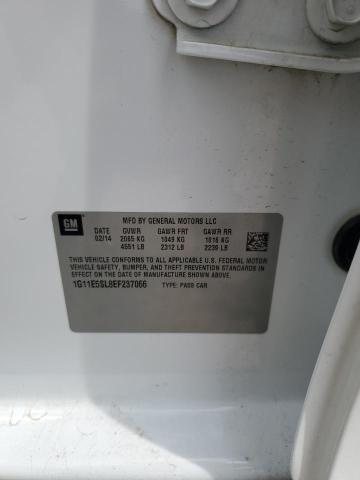 GM
MFD BY GENERAL MOTORS LLC
DATE GVWR GAWR FRT GAWR RR
02/14 2065 KG 1049 KG 1016 KG
4551 LB 2312 LB 2239 LB
THIS VEHICLE CONFORMS TO ALL APPLICABLE U.S. FEDERAL MOTOR
VEHICLE SAFETY, BUMPER, AND THEFT PREVENTION STANDARDS IN
EFFECT ON THE DATE OF MANUFACTURE SHOWN ABOVE.
1G11E5SL8EF237066 TYPE: PASS CAR